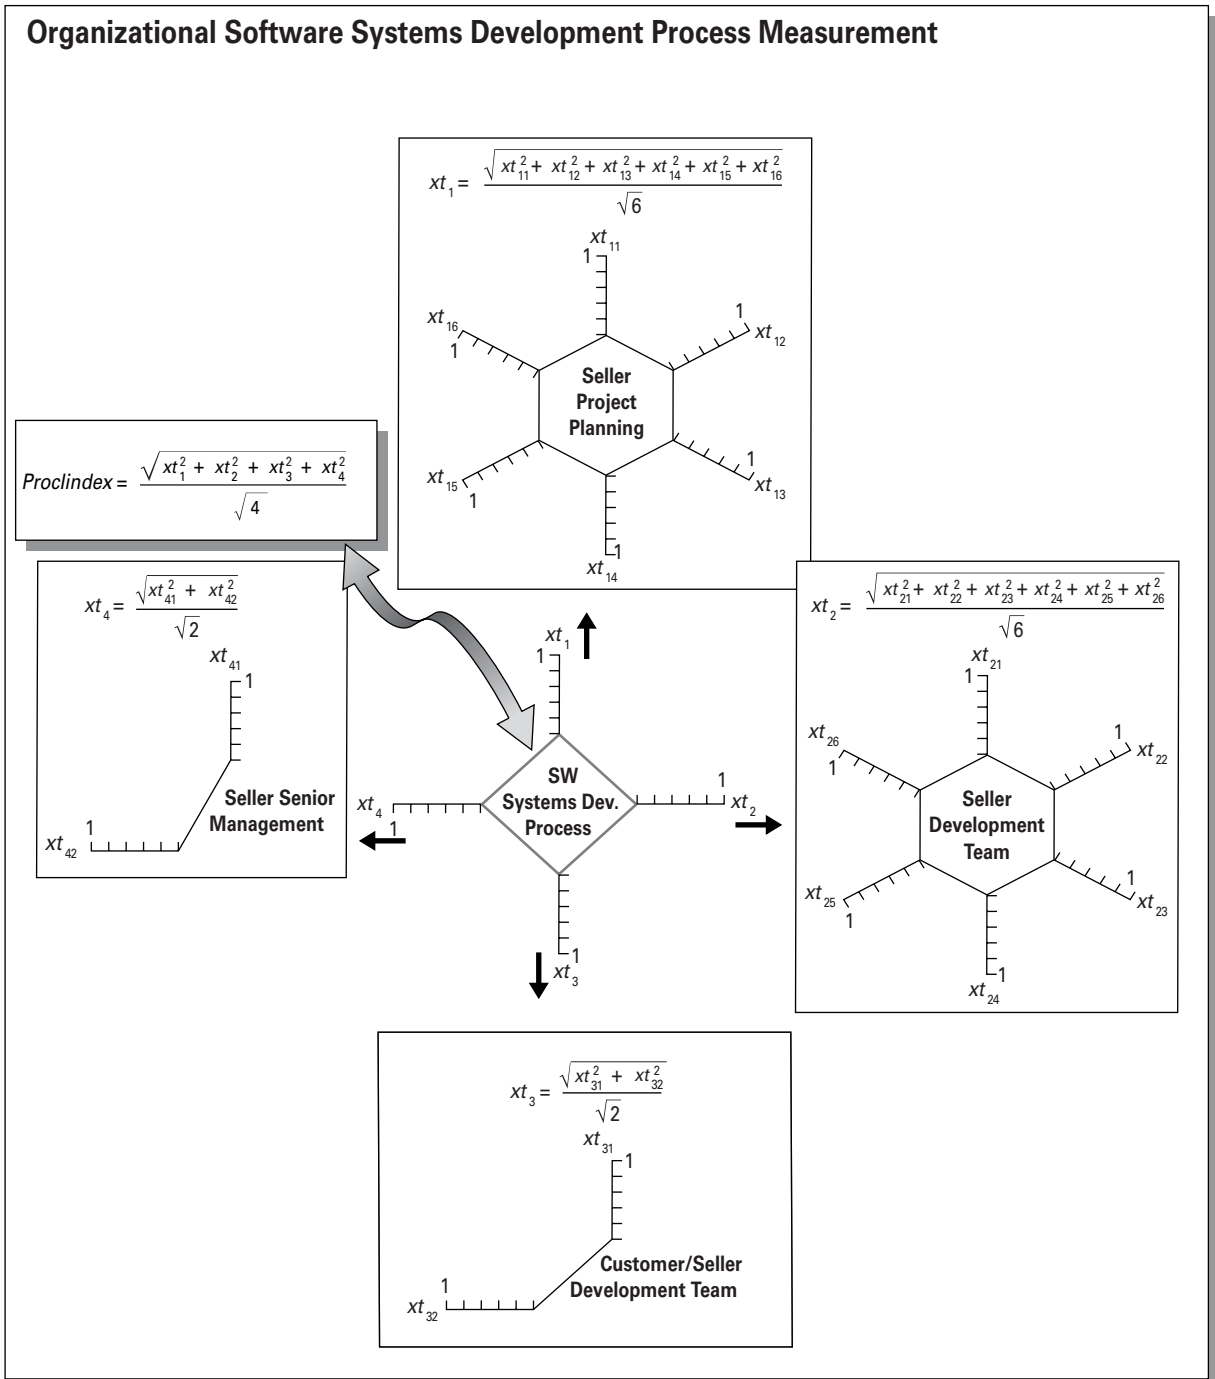 Organizational Software Systems Development Process Measurement
xt₁ = √(xt₁₁² + xt₁₂² + xt₁₃² + xt₁₄² + xt₁₅² + xt₁₆²) / √6
xt₁₁
1
xt₁₆
1
1
xt₁₂
Seller
Project
Planning
xt₁₅
1
1
xt₁₃
1
xt₁₄
Proclindex = √(xt₁² + xt₂² + xt₃² + xt₄²) / √4
xt₄ = √(xt₄₁² + xt₄₂²) / √2
xt₄₁
1
Seller Senior
Management
1
xt₄₂
xt₁
1
SW
Systems Dev.
Process
xt₄
1
1
xt₂
1
xt₃
xt₂ = √(xt₂₁² + xt₂₂² + xt₂₃² + xt₂₄² + xt₂₅² + xt₂₆²) / √6
xt₂₁
1
xt₂₆
1
1
xt₂₂
Seller
Development
Team
xt₂₅
1
1
xt₂₃
1
xt₂₄
xt₃ = √(xt₃₁² + xt₃₂²) / √2
xt₃₁
1
Customer/Seller
Development Team
1
xt₃₂